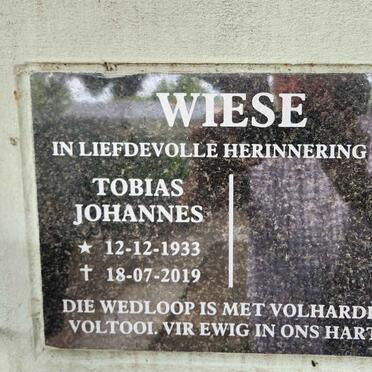 WIESE
IN LIEFDEVOLLE HERINNERING
TOBIAS
JOHANNES
★ 12-12-1933
✝ 18-07-2019
DIE WEDLOOP IS MET
VOLTOOI. VIR EWIG IN ONS HART